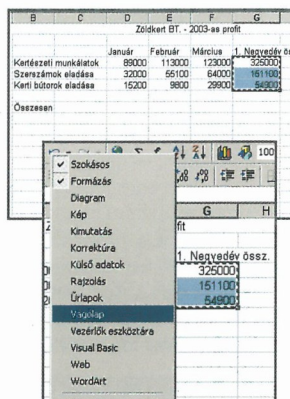 B C D E F G
Zöldkert BT. - 2003-as profit
Január Február Március 1. Negyedév ös
Kertészeti munkálatok 89000 113000 123000 325000
Szerszámok eladása 32000 55100 64000 151100
Kerti bútorok eladása 15200 9800 29900 54900
Összesen
100
Szokásos
Formázás
Diagram
Kép
Kimutatás
Korrektúra
Külső adatok
Rajzolás
Űrlapok
Vágólap
Vezérlők eszköztára
Visual Basic
Web
WordArt
G H
fit
1. Negyedév össz.
325000
151100
54900